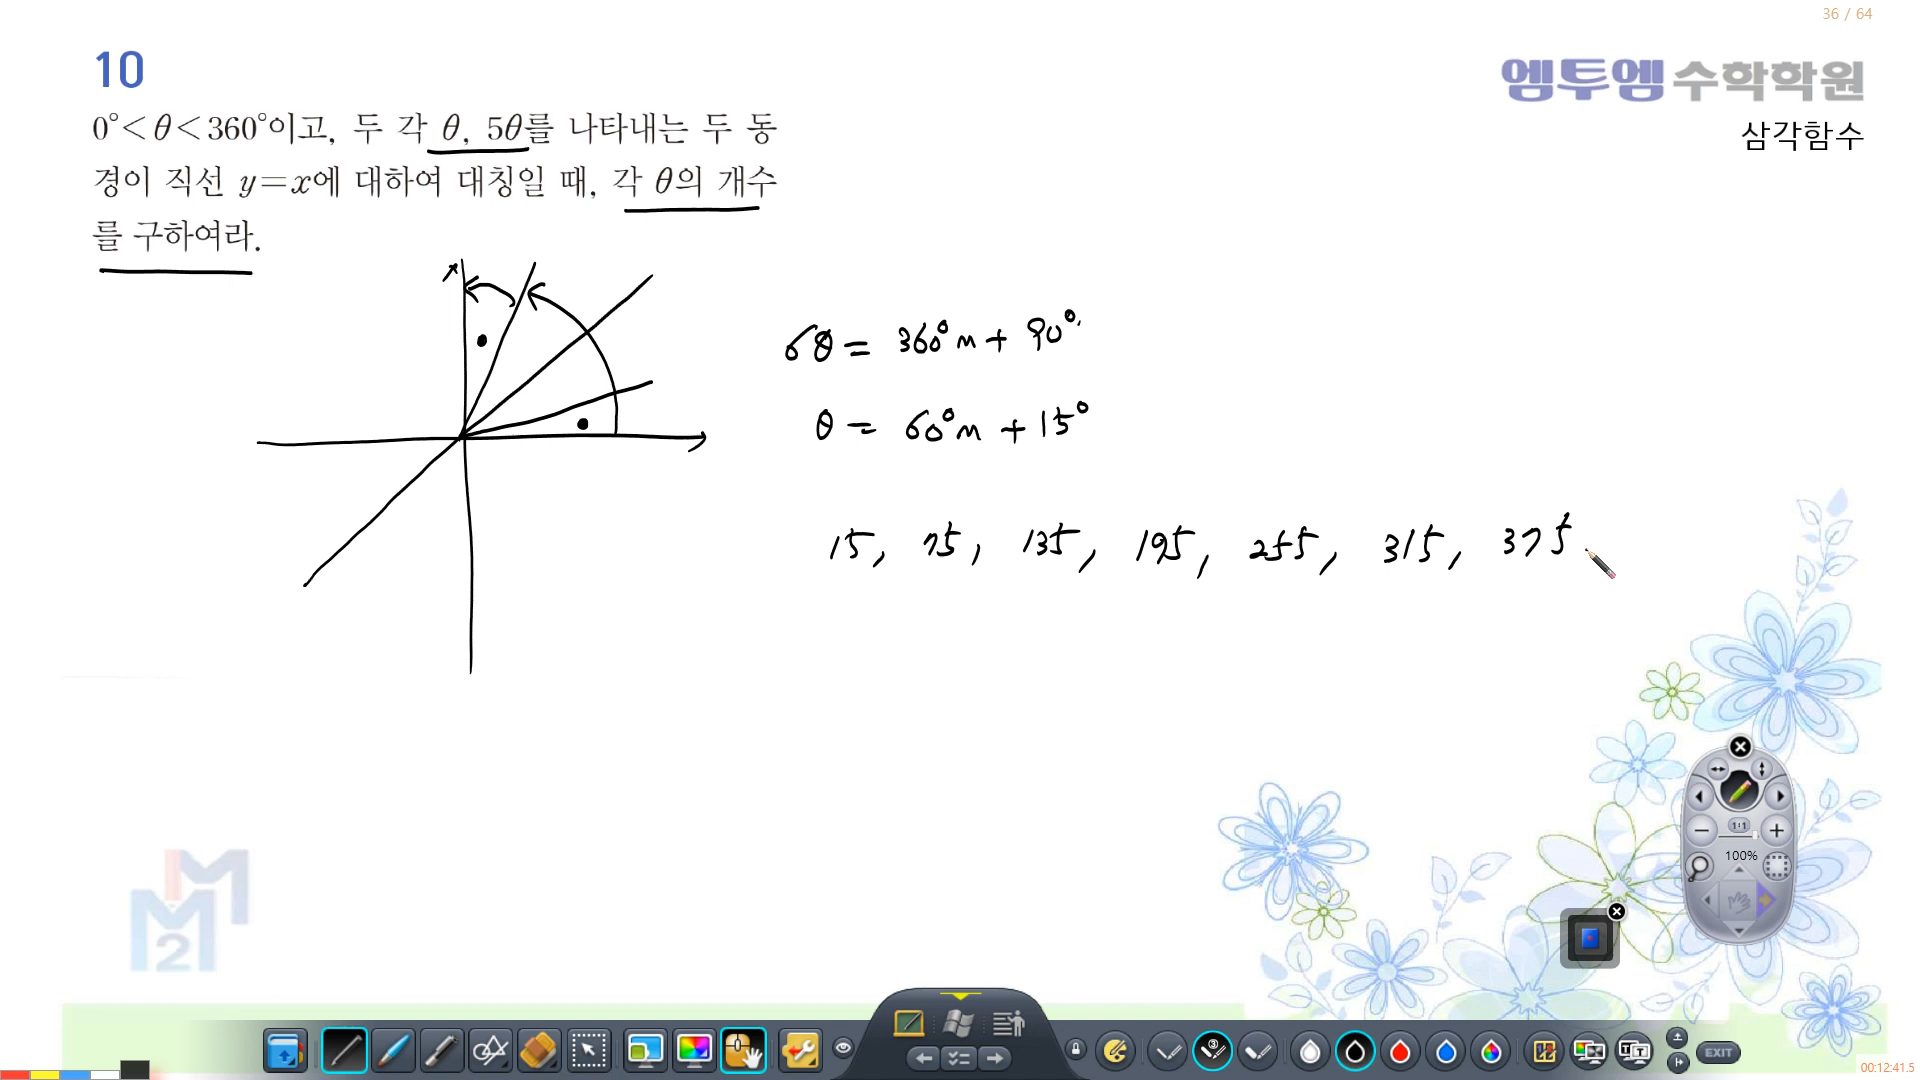 36 / 64
10
엠투엠수학학원
삼각함수
0°<θ<360°이고, 두 각 θ, 5θ를 나타내는 두 동
경이 직선 y=x에 대하여 대칭일 때, 각 θ의 개수
를 구하여라.
6θ = 360°n + 90°
θ = 60°n + 15°
15, 75, 135, 195, 255, 315, 375
1:1
100%
M2M
EXIT
00:12:41.5